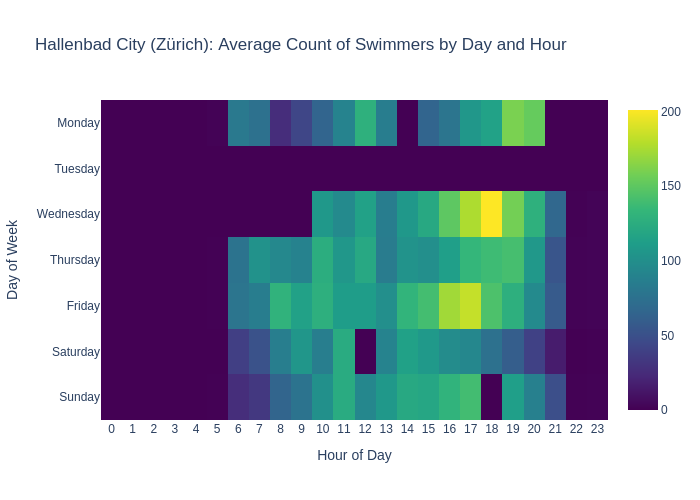 Hallenbad City (Zürich): Average Count of Swimmers by Day and Hour
Monday
Tuesday
Wednesday
Thursday
Friday
Saturday
Sunday
Day of Week
0 1 2 3 4 5 6 7 8 9 10 11 12 13 14 15 16 17 18 19 20 21 22 23
Hour of Day
200
150
100
50
0